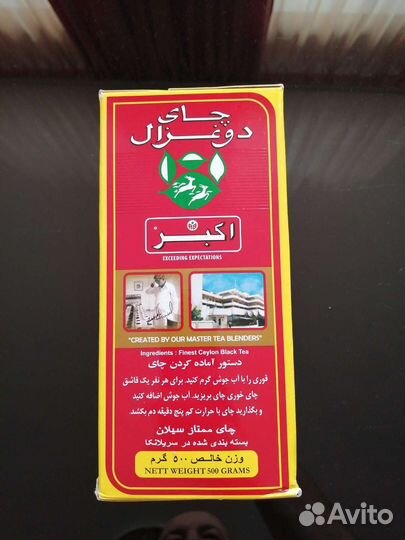 چای
دوغزال
اکبر
EXCEEDING EXPECTATIONS
"CREATED BY OUR MASTER TEA BLENDERS"
Ingredients : Finest Ceylon Black Tea
دستور آماده کردن چای
قوری را با آب جوش گرم کنید. برای هر نفر یک قاشق
چای خوری چای بریزید. آب جوش اضافه کنید
و بگذارید چای با حرارت کم پنج دقیقه دم بکشد.
چای ممتاز سیلان
بسته بندی شده در سریلانکا
وزن خالص ۵۰۰ گرم
NETT WEIGHT 500 GRAMS
Avito